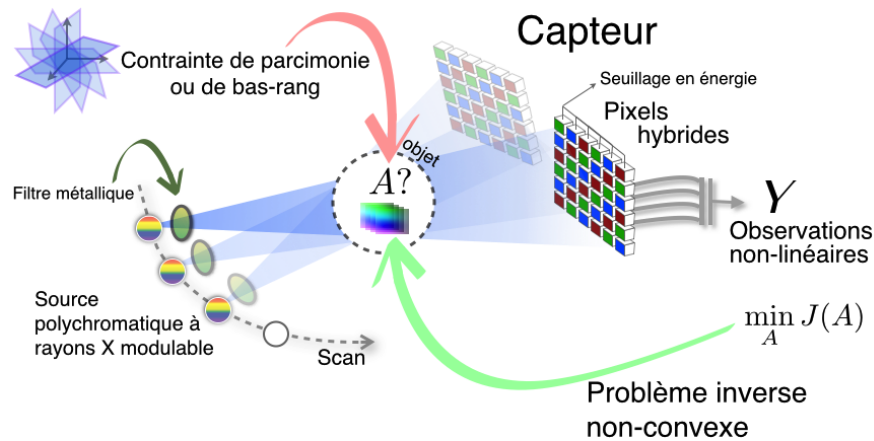 Capteur
Contrainte de parcimonie
ou de bas-rang
Seuillage en énergie
Pixels
hybrides
objet
A?
Filtre métallique
Y
Observations
non-linéaires
Source
polychromatique à
rayons X modulable
Scan
min J(A)
A
Problème inverse
non-convexe